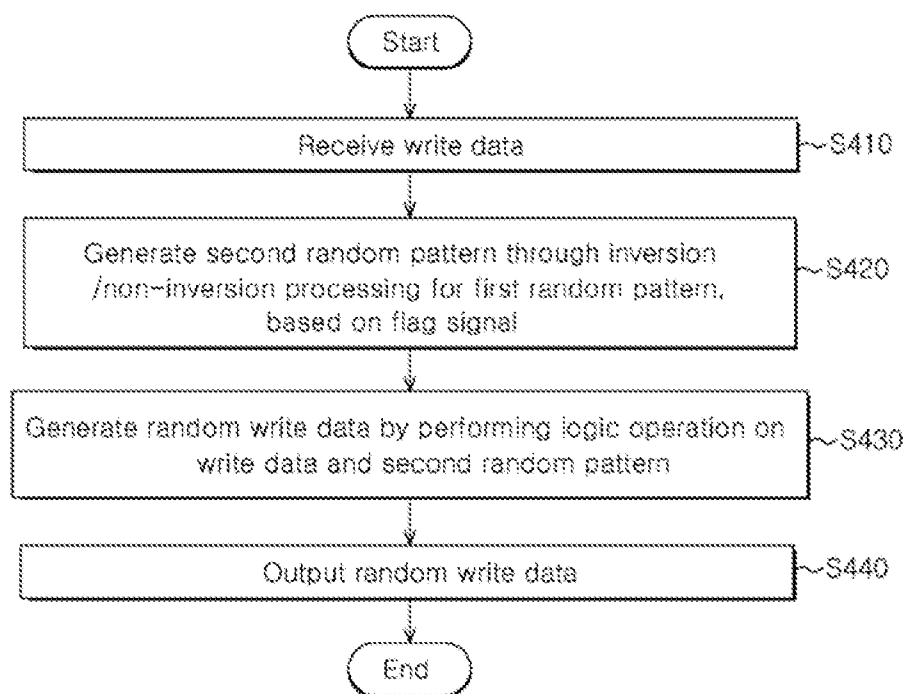 Start
Receive write data
S410
Generate second random pattern through inversion
/non-inversion processing for first random pattern,
based on flag signal
S420
Generate random write data by performing logic operation on
write data and second random pattern
S430
Output random write data
S440
End